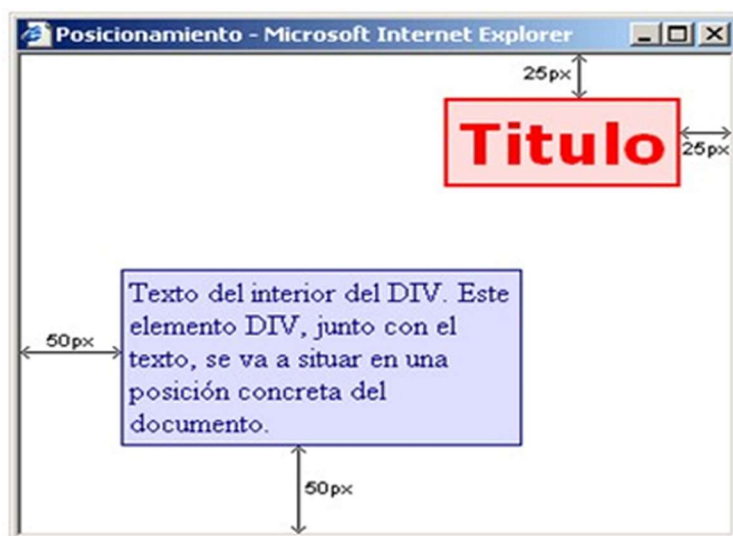 Posicionamiento - Microsoft Internet Explorer
25px
Titulo
25px
Texto del interior del DIV. Este
elemento DIV, junto con el
50px
texto, se va a situar en una
posición concreta del
documento.
50px